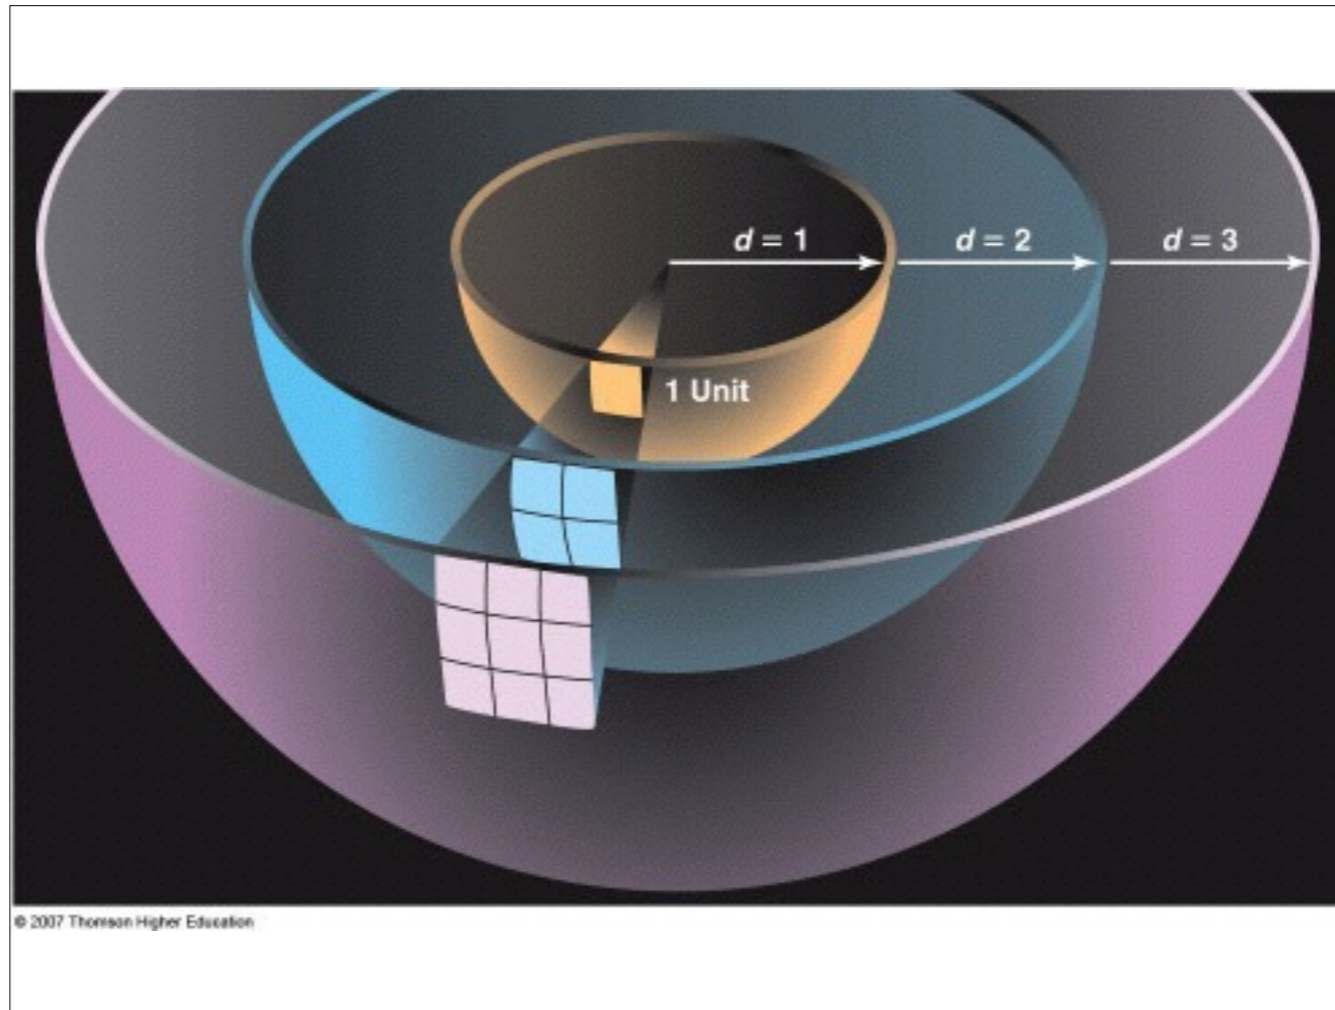 d = 1
d = 2
d = 3
1 Unit
© 2007 Thomson Higher Education